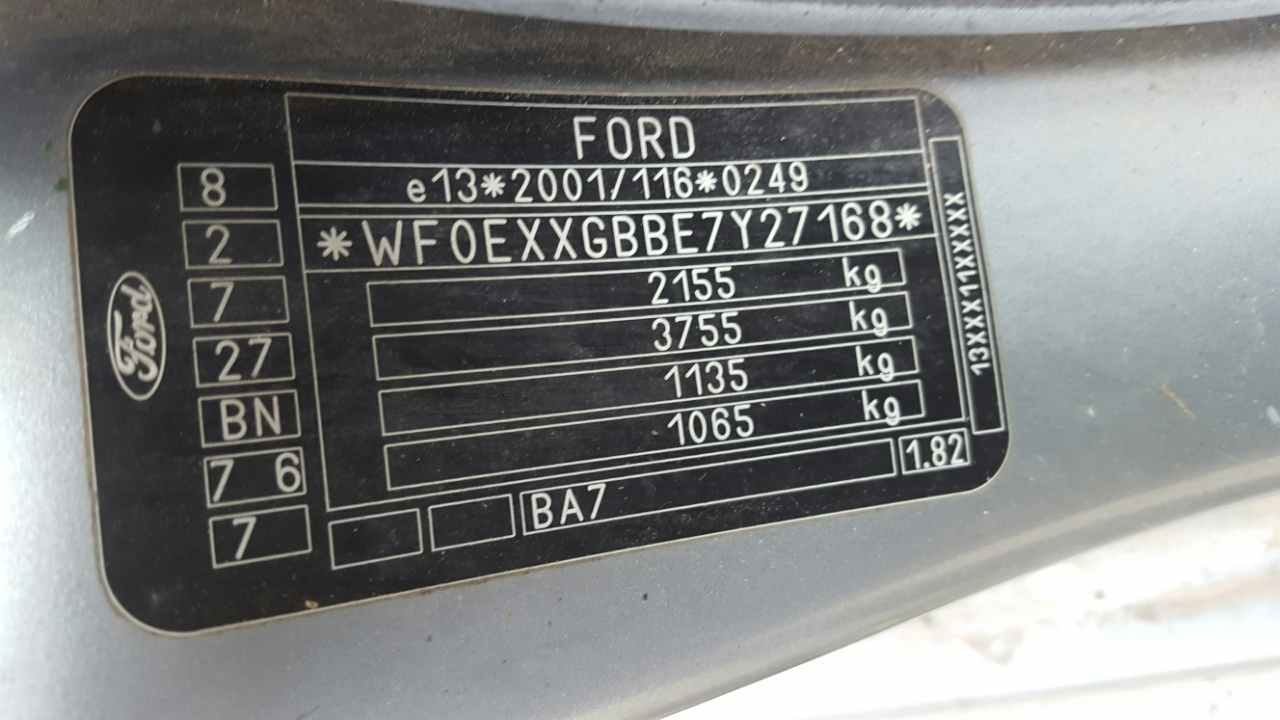 FORD
e13*2001/116*0249
*WF0EXXGBBE7Y27168*
2155 kg
3755 kg
1135 kg
1065 kg
BA7
1.82
13XXX11XXXXXX
8
2
7
27
BN
7 6
7
Ford